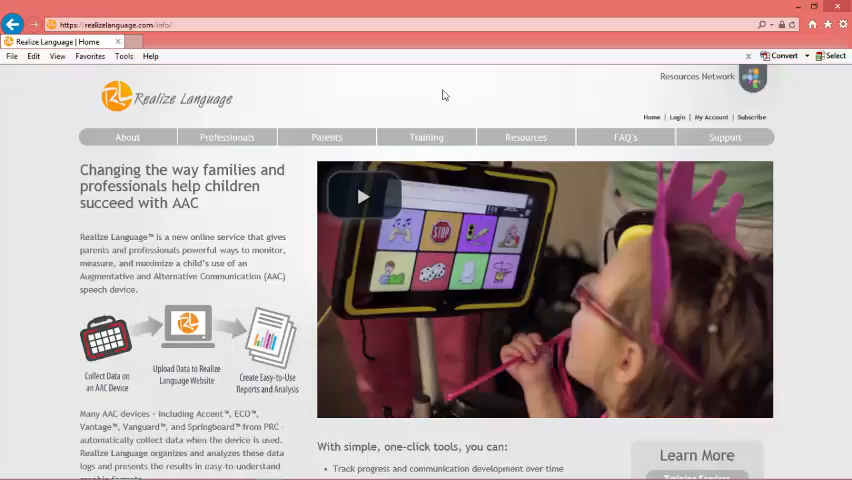 https://realizelanguage.com/info/
Realize Language | Home
File Edit View Favorites Tools Help
Convert Select
Resources Network
RL Realize Language
Home | Login | My Account | Subscribe
About Professionals Parents Training Resources FAQ's Support
Changing the way families and
professionals help children
succeed with AAC
Realize Language™ is a new online service that gives
parents and professionals powerful ways to monitor,
measure, and maximize a child's use of an
Augmentative and Alternative Communication (AAC)
speech device.
STOP
Collect Data on
an AAC Device
Upload Data to Realize
Language Website
Create Easy-to-Use
Reports and Analysis
Many AAC devices - including Accent™, ECO™,
Vantage™, Vanguard™, and Springboard™ from PRC -
automatically collect data when the device is used.
Realize Language organizes and analyzes these data
logs and presents the results in easy-to-understand
graphic formats.
With simple, one-click tools, you can:
• Track progress and communication development over time
Learn More
Training Services